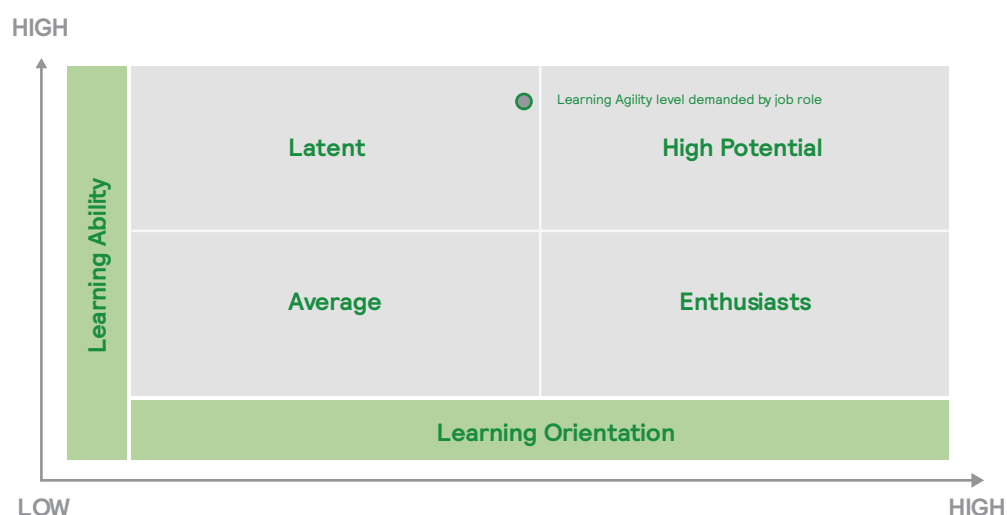 HIGH
Learning Agility level demanded by job role
Latent
High Potential
Learning Ability
Average
Enthusiasts
Learning Orientation
LOW
HIGH